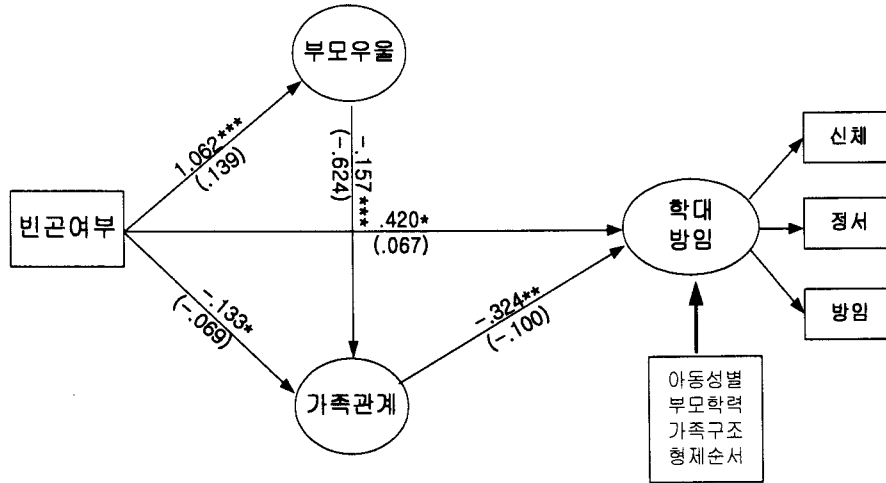 부모우울
1.062***
(.139)
-.157***
(-.624)
빈곤여부
.420*
(.067)
-.133*
(-.069)
-.324**
(-.100)
가족관계
학대
방임
신체
정서
방임
아동성별
부모학력
가족구조
형제순서